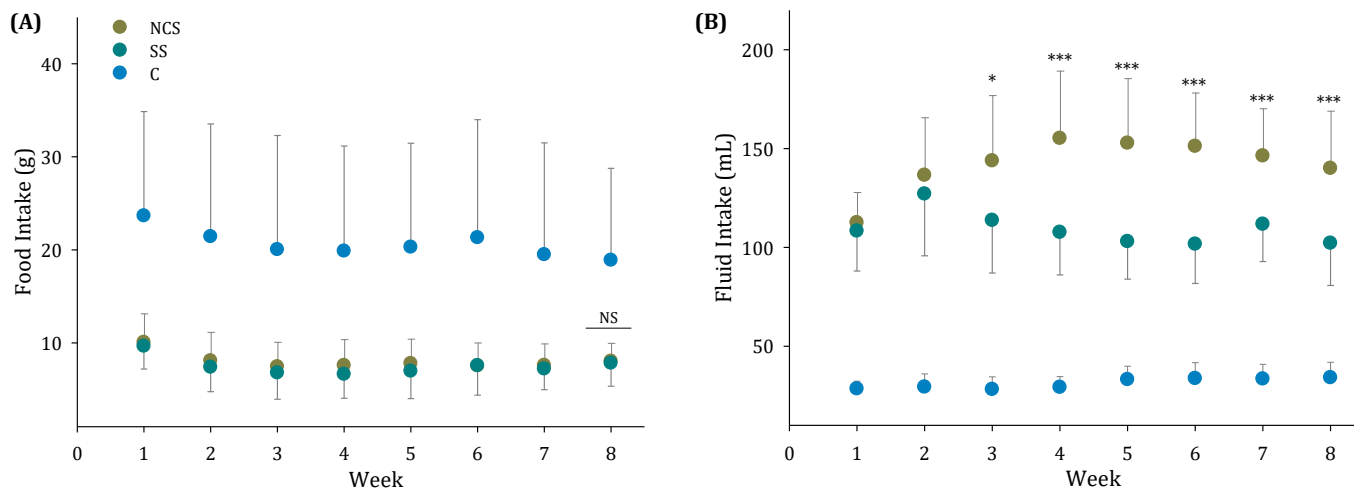 (A)
NCS
SS
C
Food Intake (g)
40
30
20
10
NS
0 1 2 3 4 5 6 7 8
Week
(B)
Fluid Intake (mL)
200
150
100
50
* *** *** *** *** ***
0 1 2 3 4 5 6 7 8
Week